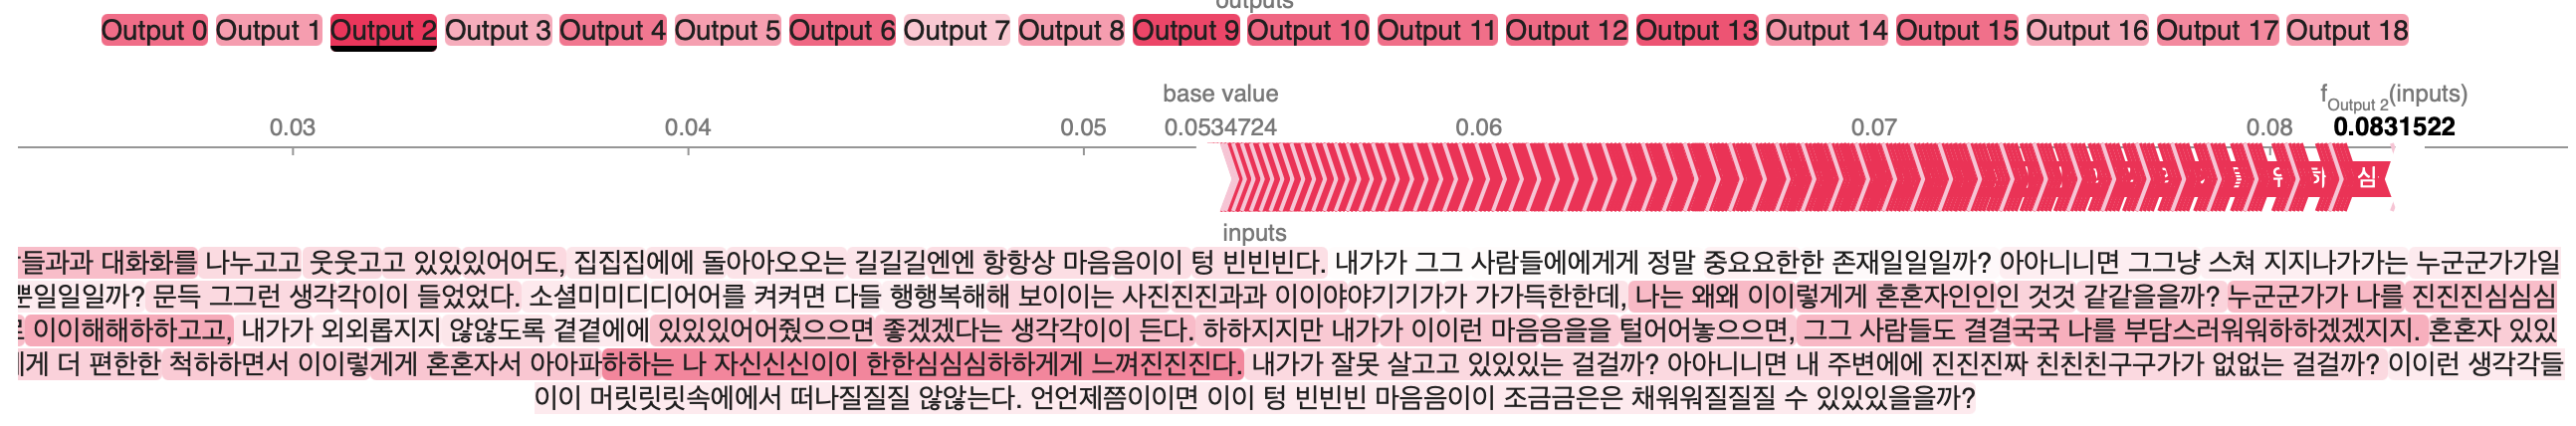 outputs
Output 0 Output 1 Output 2 Output 3 Output 4 Output 5 Output 6 Output 7 Output 8 Output 9 Output 10 Output 11 Output 12 Output 13 Output 14 Output 15 Output 16 Output 17 Output 18
base value fOutput 2(inputs)
0.03 0.04 0.05 0.0534724 0.06 0.07 0.08 0.0831522
워 하 심
inputs
들과과 대화화를 나누고고 웃웃고고 있있있어어도, 집집집에에 돌아아오오는 길길길엔엔 항항상 마음음이이 텅 빈빈빈다. 내가가 그그 사람들에에게게 정말 중요요한한 존재일일일까? 아아니니면 그그냥 스쳐 지지나가가는 누군군가가일
뿐일일일까? 문득 그그런 생각각이이 들었었다. 소셜미미디디어어를 켜켜면 다들 행행복해해 보이이는 사진진진과과 이이야야기기가가 가가득한한데, 나는 왜왜 이이렇게게 혼혼자인인인 것것 같같을을까? 누군군가가 나를 진진진심심심
이이해해하하고고, 내가가 외외롭지지 않않도록 곁곁에에 있있있어어줬으으면 좋겠겠다는 생각각이이 든다. 하하지지만 내가가 이이런 마음음을을 털어어놓으으면, 그그 사람들도 결결국국 나를 부담스러워워하하겠겠지지. 혼혼자 있있
게 더 편한한 척하하면서 이이렇게게 혼혼자서 아아파하하는 나 자신신신이이 한한심심심하하게게 느껴진진진다. 내가가 잘못 살고고 있있있는 걸걸까? 아아니니면 내 주변에에 진진진짜 친친친구구가가 없없는 걸걸까? 이이런 생각각들
이이 머릿릿릿속에에서 떠나질질질 않않는다. 언언제쯤이이면 이이 텅 빈빈빈 마음음이이 조금금은은 채워워질질질 수 있있있을을까?